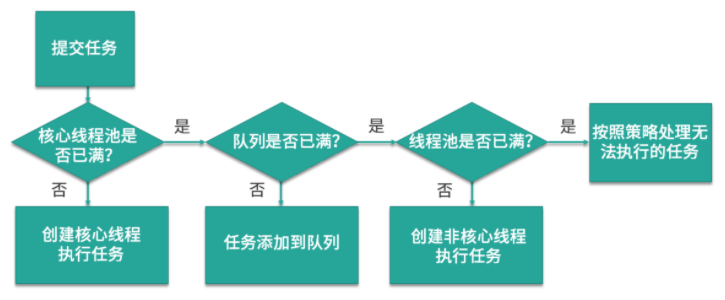 提交任务
核心线程池是
否已满?
是
队列是否已满?
是
线程池是否已满?
是
按照策略处理无
法执行的任务
否
否
否
创建核心线程
执行任务
任务添加到队列
创建非核心线程
执行任务